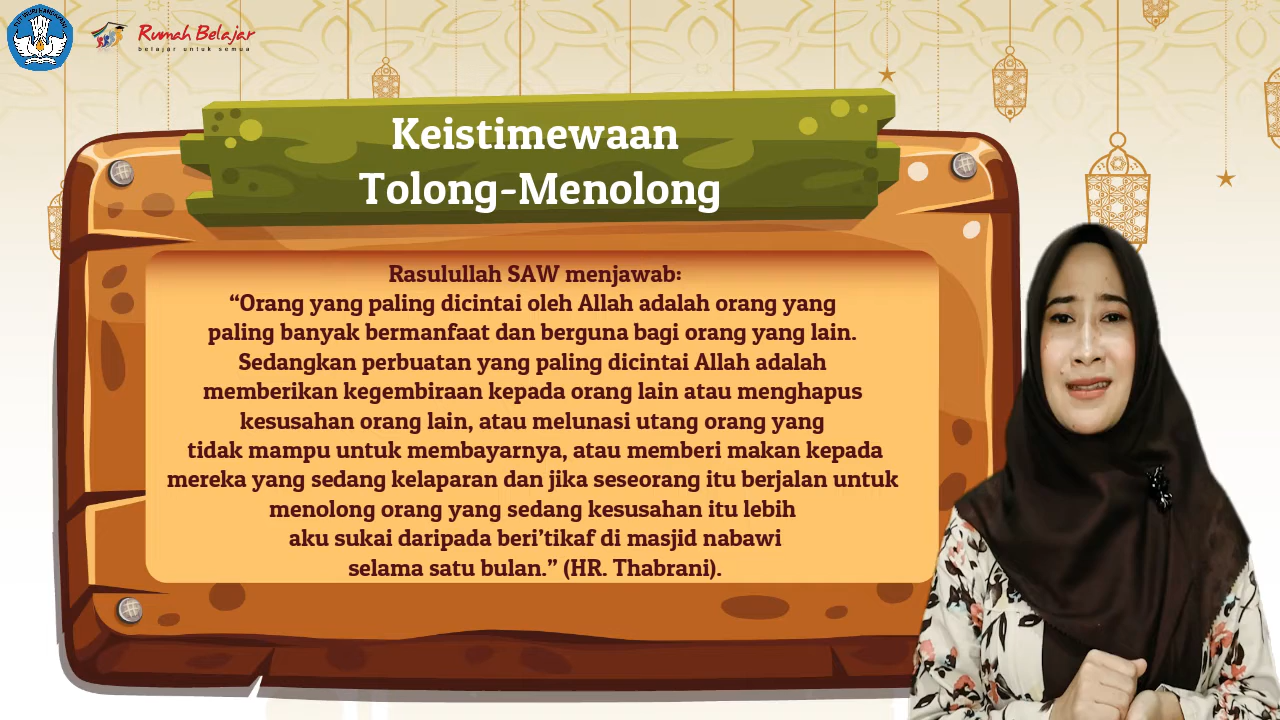 TUT WURI HANDAYANI
Rumah Belajar
belajar untuk semua
Keistimewaan
Tolong-Menolong
Rasulullah SAW menjawab:
“Orang yang paling dicintai oleh Allah adalah orang yang
paling banyak bermanfaat dan berguna bagi orang yang lain.
Sedangkan perbuatan yang paling dicintai Allah adalah
memberikan kegembiraan kepada orang lain atau menghapus
kesusahan orang lain, atau melunasi utang orang yang
tidak mampu untuk membayarnya, atau memberi makan kepada
mereka yang sedang kelaparan dan jika seseorang itu berjalan untuk
menolong orang yang sedang kesusahan itu lebih
aku sukai daripada beri’tikaf di masjid nabawi
selama satu bulan.” (HR. Thabrani).